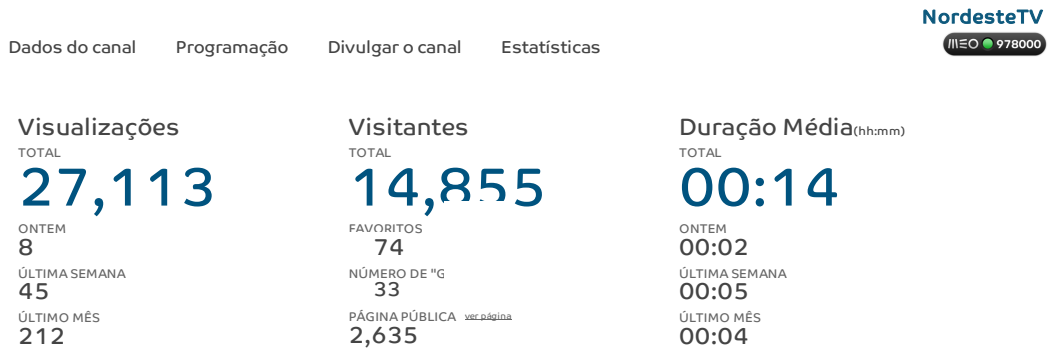 NordesteTV
Dados do canal Programação Divulgar o canal Estatísticas
MEO 978000
Visualizações Visitantes Duração Média(hh:mm)
TOTAL TOTAL TOTAL
27,113 14,855 00:14
ONTEM FAVORITOS ONTEM
8 74 00:02
ÚLTIMA SEMANA NÚMERO DE "G ÚLTIMA SEMANA
45 33 00:05
ÚLTIMO MÊS PÁGINA PÚBLICA ver página ÚLTIMO MÊS
212 2,635 00:04